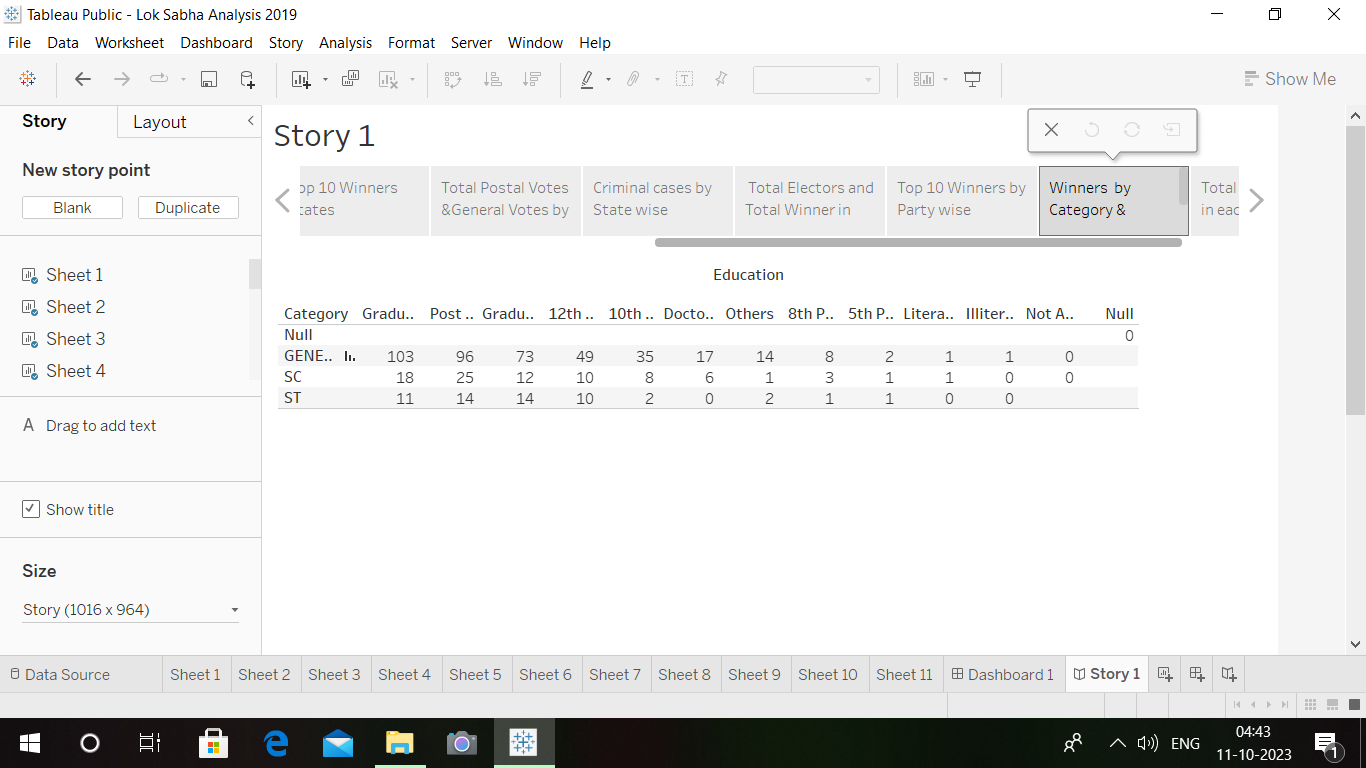 Tableau Public - Lok Sabha Analysis 2019
File Data Worksheet Dashboard Story Analysis Format Server Window Help
Show Me
Story Layout
New story point
Blank Duplicate
Sheet 1
Sheet 2
Sheet 3
Sheet 4
A Drag to add text
Show title
Size
Story (1016 x 964)
Story 1
op 10 Winners
tates
Total Postal Votes
&General Votes by
Criminal cases by
State wise
Total Electors and
Total Winner in
Top 10 Winners by
Party wise
Winners by
Category &
Total
in eac
Education
Category Gradu.. Post .. Gradu.. 12th .. 10th .. Docto.. Others 8th P.. 5th P.. Litera.. Illiter.. Not A.. Null
Null 0
GENE.. 103 96 73 49 35 17 14 8 2 1 1 0
SC 18 25 12 10 8 6 1 3 1 1 0 0
ST 11 14 14 10 2 0 2 1 1 0 0
Data Source Sheet 1 Sheet 2 Sheet 3 Sheet 4 Sheet 5 Sheet 6 Sheet 7 Sheet 8 Sheet 9 Sheet 10 Sheet 11 Dashboard 1 Story 1
ENG
04:43
11-10-2023
1